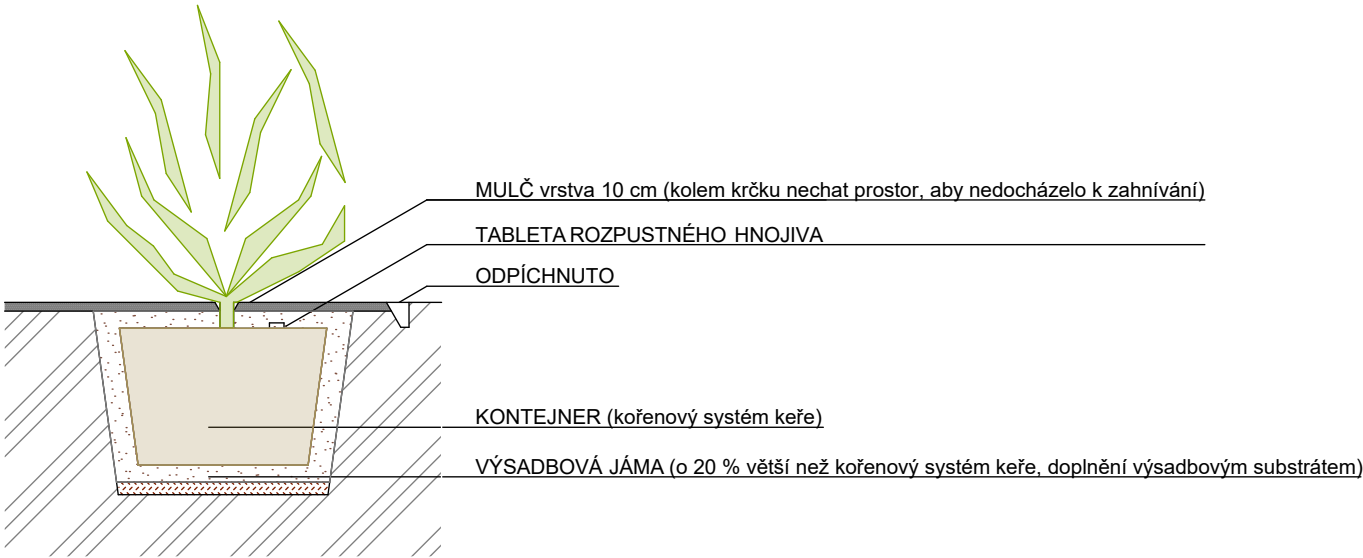 MULČ vrstva 10 cm (kolem krčku nechat prostor, aby nedocházelo k zahnívání)
TABLETA ROZPUSTNÉHO HNOJIVA
ODPÍCHNUTO
KONTEJNER (kořenový systém keře)
VÝSADBOVÁ JÁMA (o 20 % větší než kořenový systém keře, doplnění výsadbovým substrátem)